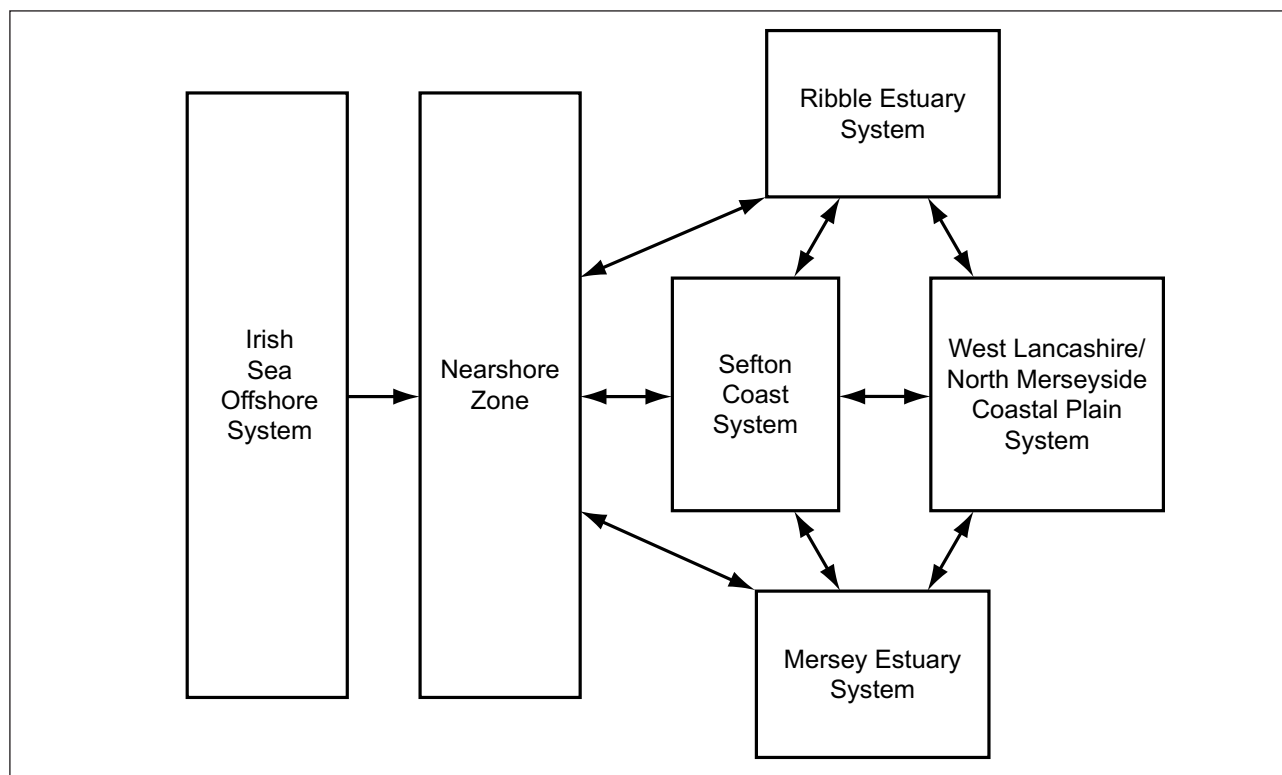 Irish
Sea
Offshore
System
Nearshore
Zone
Ribble Estuary
System
Sefton
Coast
System
West Lancashire/
North Merseyside
Coastal Plain
System
Mersey Estuary
System